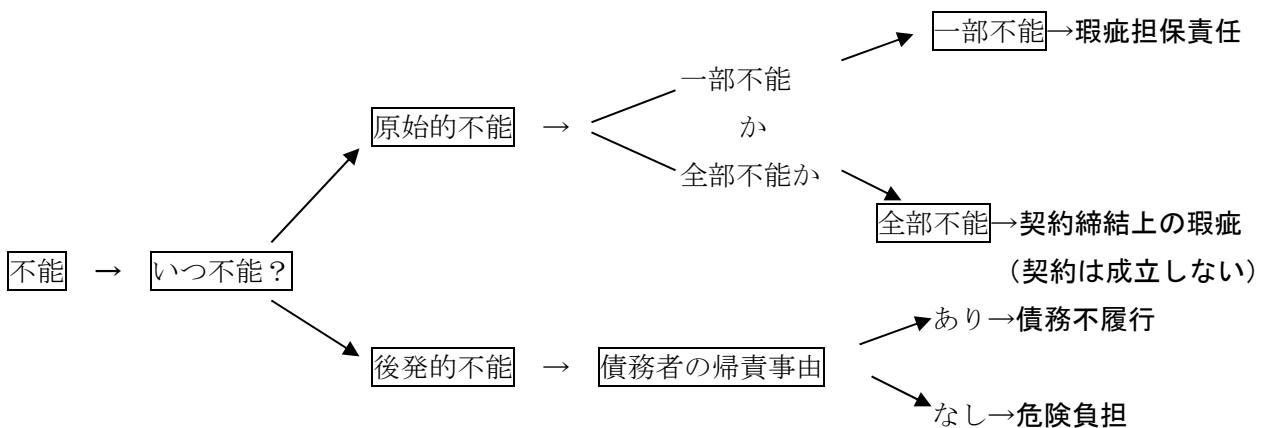 一部不能→瑕疵担保責任
一部不能
原始的不能 → か
全部不能か
全部不能→契約締結上の瑕疵
(契約は成立しない)
不能 → いつ不能?
あり→債務不履行
後発的不能 → 債務者の帰責事由
なし→危険負担